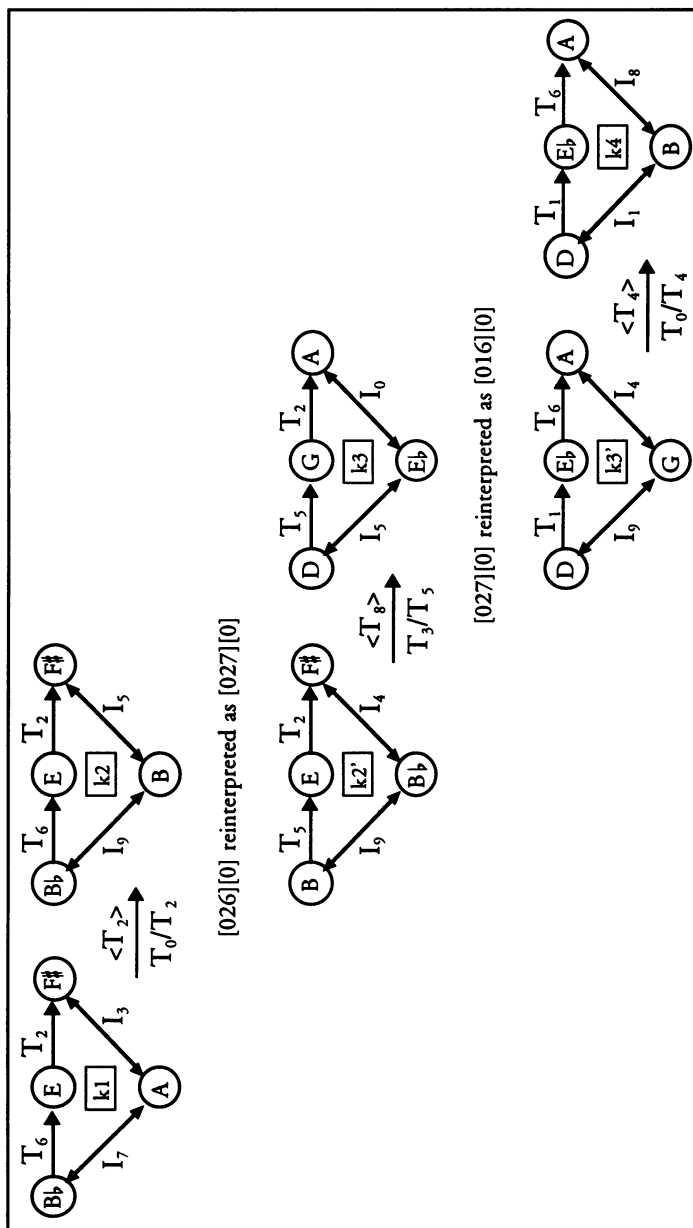 T₆ T₂ T₆ T₂
B♭ E F♯ B♭ E F♯
k1 <T₂> k2
I₇ I₃ T₀/T₂ I₉ I₅
A B
[026][0] reinterpreted as [027][0]
T₅ T₂ T₅ T₂
B E F♯ D G A
k2' <T₈> k3
I₉ I₄ T₃/T₅ I₅ I₀
B♭ E♭
[027][0] reinterpreted as [016][0]
T₁ T₆ T₁ T₆
D E♭ A D E♭ A
k3' <T₄> k4
I₉ I₄ T₀/T₄ I₁ I₈
G B